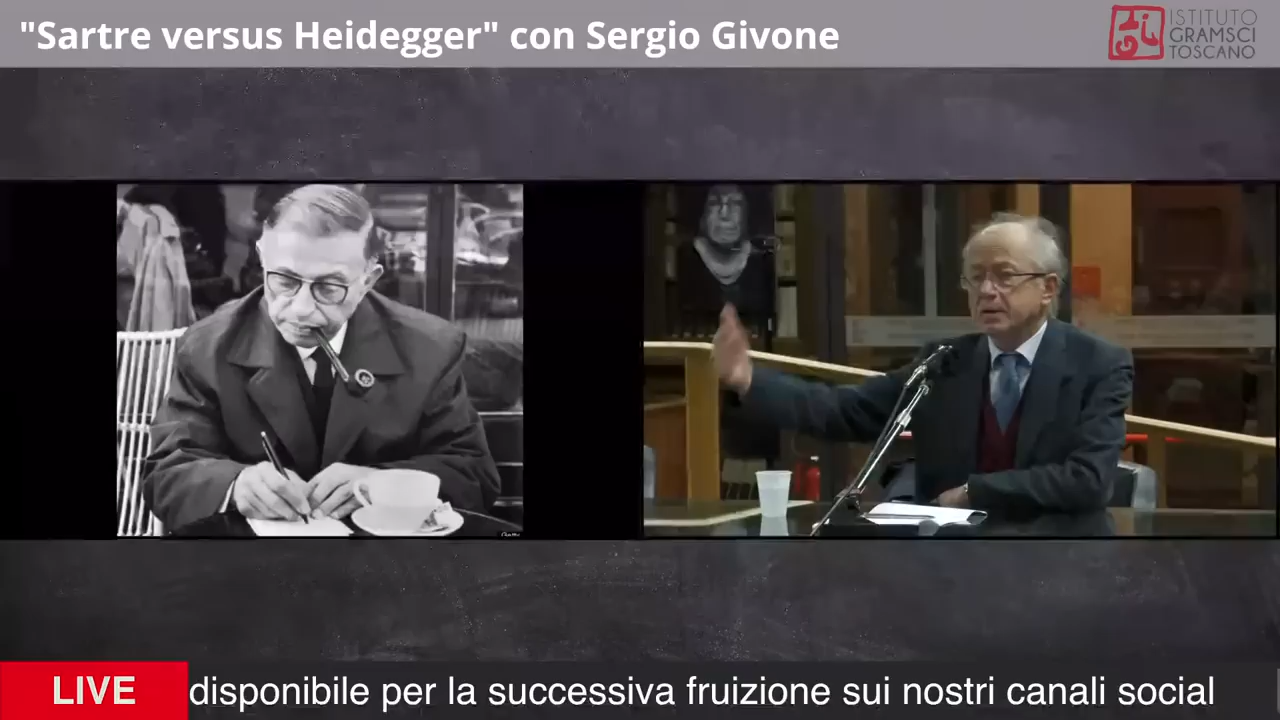 "Sartre versus Heidegger" con Sergio Givone
ISTITUTO
GRAMSCI
TOSCANO
LIVE
disponibile per la successiva fruizione sui nostri canali social